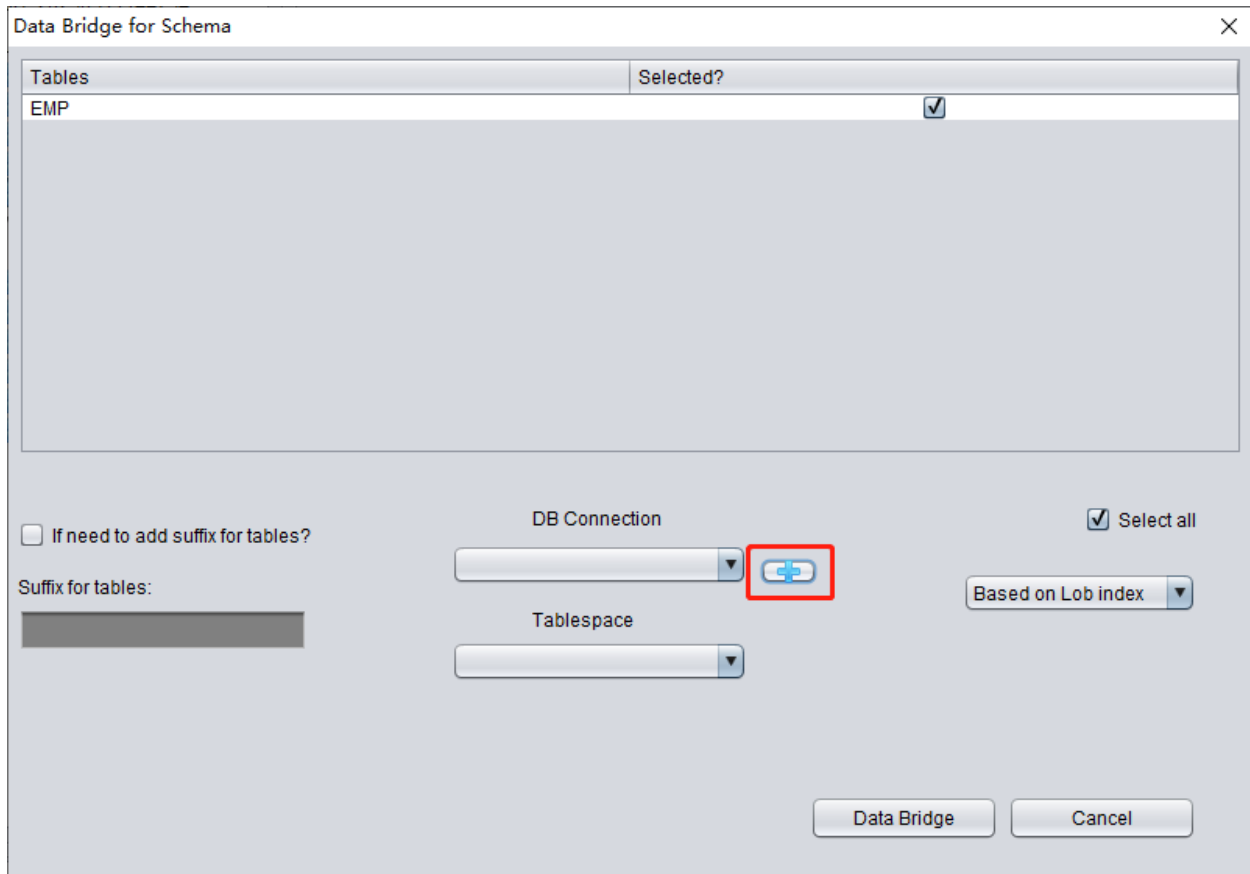 Data Bridge for Schema
Tables Selected?
EMP
If need to add suffix for tables?
DB Connection
Select all
Suffix for tables:
Based on Lob index
Tablespace
Data Bridge Cancel